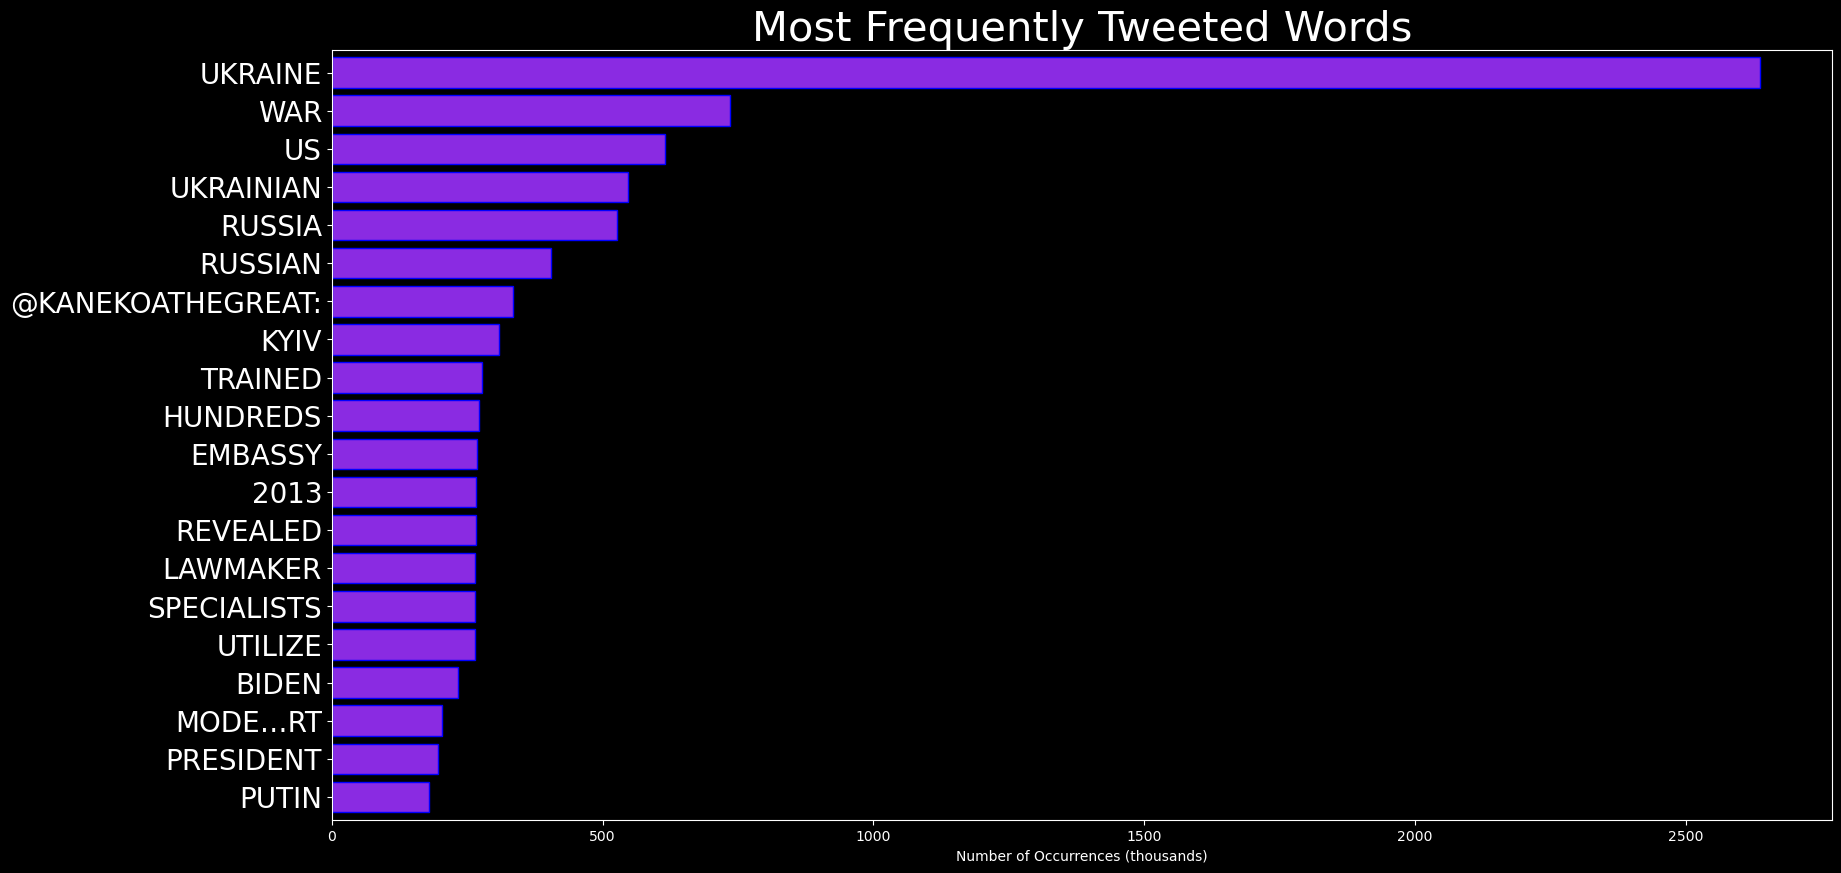 Most Frequently Tweeted Words
UKRAINE
WAR
US
UKRAINIAN
RUSSIA
RUSSIAN
@KANEKOATHEGREAT:
KYIV
TRAINED
HUNDREDS
EMBASSY
2013
REVEALED
LAWMAKER
SPECIALISTS
UTILIZE
BIDEN
MODE…RT
PRESIDENT
PUTIN
0 500 1000 1500 2000 2500
Number of Occurrences (thousands)